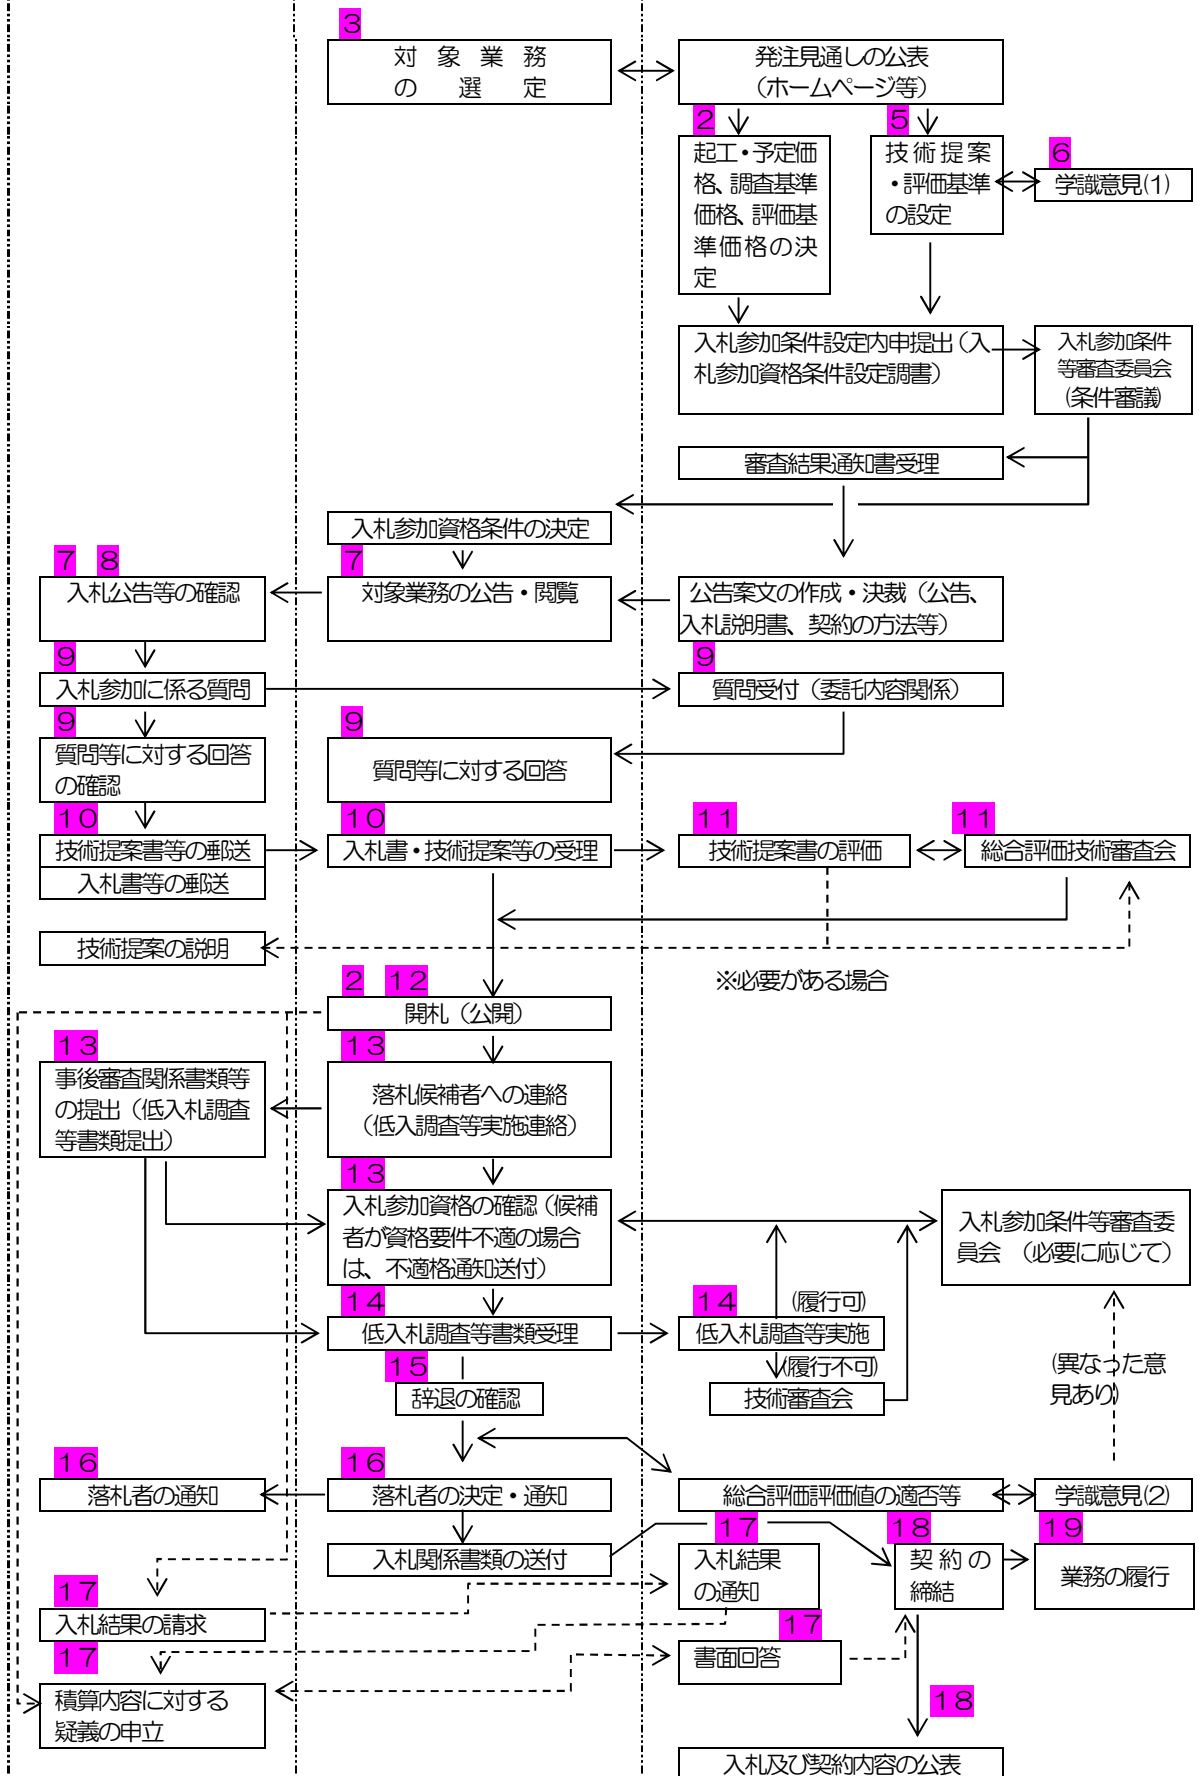 ３
対 象 業 務
の 選 定
発注見通しの公表
（ホームページ等）
２
５
起工・予定価
格、調査基準
価格、評価基
準価格の決
定
技術提案
・評価基準
の設定
６
学識意見(1)
入札参加条件設定内申提出（入
札参加資格条件設定調書）
入札参加条件
等審査委員会
(条件審議)
審査結果通知書受理
入札参加資格条件の決定
７ ８
７
入札公告等の確認
対象業務の公告・閲覧
公告案文の作成・決裁（公告、
入札説明書、契約の方法等）
９
９
入札参加に係る質問
質問受付（委託内容関係）
９
９
質問等に対する回答
の確認
質問等に対する回答
１０
１０
１１
１１
技術提案書等の郵送
入札書・技術提案等の受理
技術提案書の評価
総合評価技術審査会
入札書等の郵送
技術提案の説明
※必要がある場合
２ １２
開札（公開）
１３
１３
事後審査関係書類等
の提出（低入札調査
等書類提出）
落札候補者への連絡
（低入調査等実施連絡）
１３
入札参加資格の確認（候補
者が資格要件不適の場合
は、不適格通知送付）
入札参加条件等審査委
員会 （必要に応じて）
１４
１４
(履行可)
低入札調査等書類受理
低入札調査等実施
１５
(履行不可)
辞退の確認
技術審査会
(異なった意
見あり)
１６
１６
落札者の通知
落札者の決定・通知
総合評価評価値の適否等
学識意見(2)
１７
１８
１９
入札関係書類の送付
入札結果
の通知
契約の
締結
業務の履行
１７
入札結果の請求
１７
１７
書面回答
積算内容に対する
疑義の申立
１８
入札及び契約内容の公表